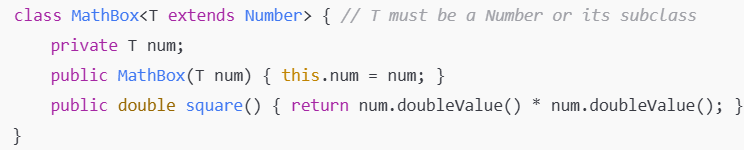 class MathBox<T extends Number> { // T must be a Number or its subclass
    private T num;
    public MathBox(T num) { this.num = num; }
    public double square() { return num.doubleValue() * num.doubleValue(); }
}